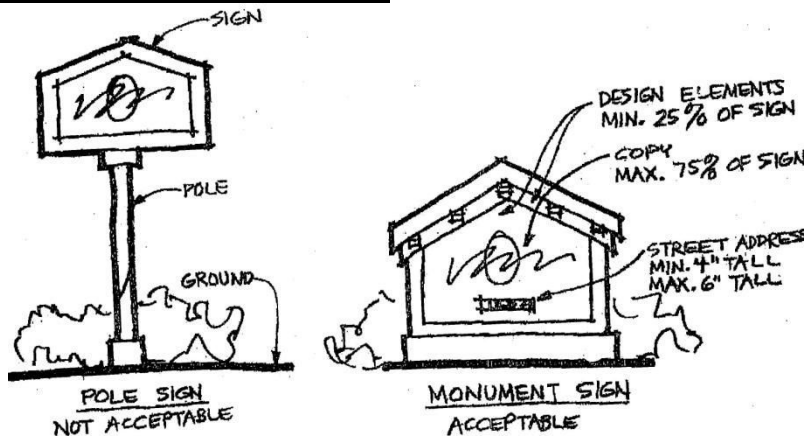 SIGN
POLE
GROUND
POLE SIGN
NOT ACCEPTABLE
DESIGN ELEMENTS
MIN. 25% OF SIGN
COPY
MAX. 75% OF SIGN
STREET ADDRESS
MIN. 4" TALL
MAX. 6" TALL
MONUMENT SIGN
ACCEPTABLE